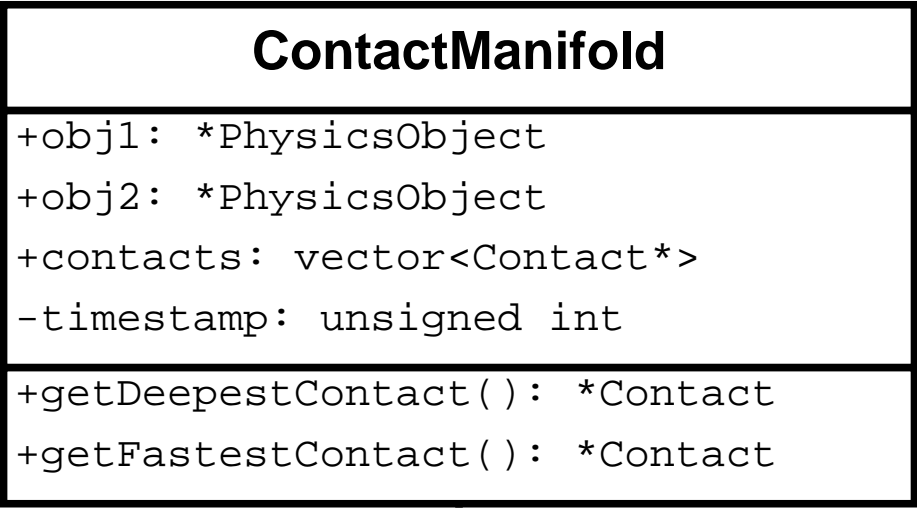 ContactManifold
+obj1: *PhysicsObject
+obj2: *PhysicsObject
+contacts: vector<Contact*>
-timestamp: unsigned int
+getDeepestContact(): *Contact
+getFastestContact(): *Contact